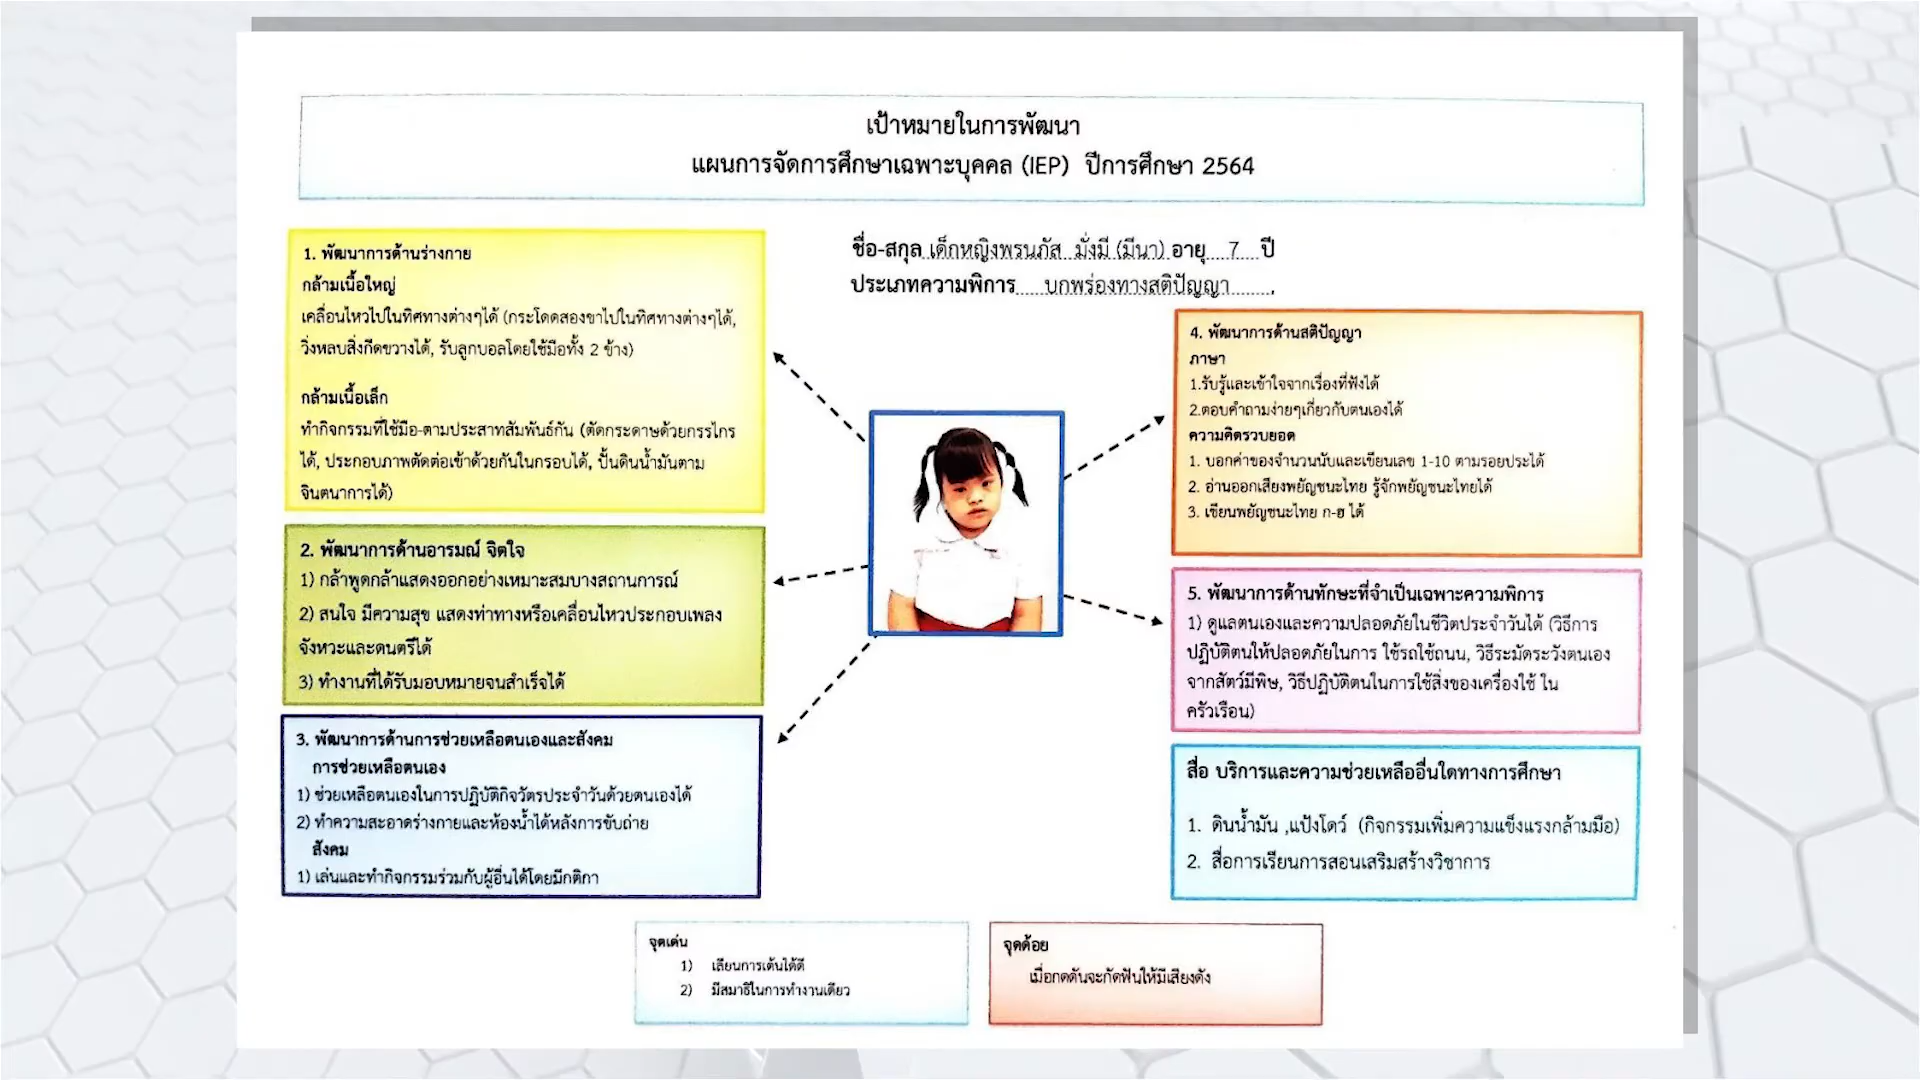 เป้าหมายในการพัฒนา
แผนการจัดการศึกษาเฉพาะบุคคล (IEP) ปีการศึกษา 2564
ชื่อ-สกุล เด็กหญิงพรนภัส มั่งมี (มีนา) อายุ....7....ปี
ประเภทความพิการ.....บกพร่องทางสติปัญญา........
1. พัฒนาการด้านร่างกาย
กล้ามเนื้อใหญ่
เคลื่อนไหวไปในทิศทางต่างๆได้ (กระโดดสองขาไปในทิศทางต่างๆได้,
วิ่งหลบสิ่งกีดขวางได้, รับลูกบอลโดยใช้มือทั้ง 2 ข้าง)
กล้ามเนื้อเล็ก
ทำกิจกรรมที่ใช้มือ-ตามประสาทสัมพันธ์กัน (ตัดกระดาษด้วยกรรไกร
ได้, ประกอบภาพตัดต่อเข้าด้วยกันในกรอบได้, ปั้นดินน้ำมันตาม
จินตนาการได้)
2. พัฒนาการด้านอารมณ์ จิตใจ
1) กล้าพูดกล้าแสดงออกอย่างเหมาะสมบางสถานการณ์
2) สนใจ มีความสุข แสดงท่าทางหรือเคลื่อนไหวประกอบเพลง
จังหวะและดนตรีได้
3) ทำงานที่ได้รับมอบหมายจนสำเร็จได้
3. พัฒนาการด้านการช่วยเหลือตนเองและสังคม
การช่วยเหลือตนเอง
1) ช่วยเหลือตนเองในการปฏิบัติกิจวัตรประจำวันด้วยตนเองได้
2) ทำความสะอาดร่างกายและห้องน้ำได้หลังการขับถ่าย
สังคม
1) เล่นและทำกิจกรรมร่วมกับผู้อื่นได้โดยมีกติกา
4. พัฒนาการด้านสติปัญญา
ภาษา
1.รับรู้และเข้าใจจากเรื่องที่ฟังได้
2.ตอบคำถามง่ายๆเกี่ยวกับตนเองได้
ความคิดรวบยอด
1. บอกค่าของจำนวนนับและเขียนเลข 1-10 ตามรอยประได้
2. อ่านออกเสียงพยัญชนะไทย รู้จักพยัญชนะไทยได้
3. เขียนพยัญชนะไทย ก-ฮ ได้
5. พัฒนาการด้านทักษะที่จำเป็นเฉพาะความพิการ
1) ดูแลตนเองและความปลอดภัยในชีวิตประจำวันได้ (วิธีการ
ปฏิบัติตนให้ปลอดภัยในการ ใช้รถใช้ถนน, วิธีระมัดระวังตนเอง
จากสัตว์มีพิษ, วิธีปฏิบัติตนในการใช้สิ่งของเครื่องใช้ ใน
ครัวเรือน)
สื่อ บริการและความช่วยเหลืออื่นใดทางการศึกษา
1. ดินน้ำมัน ,แป้งโดว์ (กิจกรรมเพิ่มความแข็งแรงกล้ามมือ)
2. สื่อการเรียนการสอนเสริมสร้างวิชาการ
จุดเด่น
1) เลียนการเต้นได้ดี
2) มีสมาธิในการทำงานเดียว
จุดด้อย
เมื่อกดดันจะกัดฟันให้มีเสียงดัง